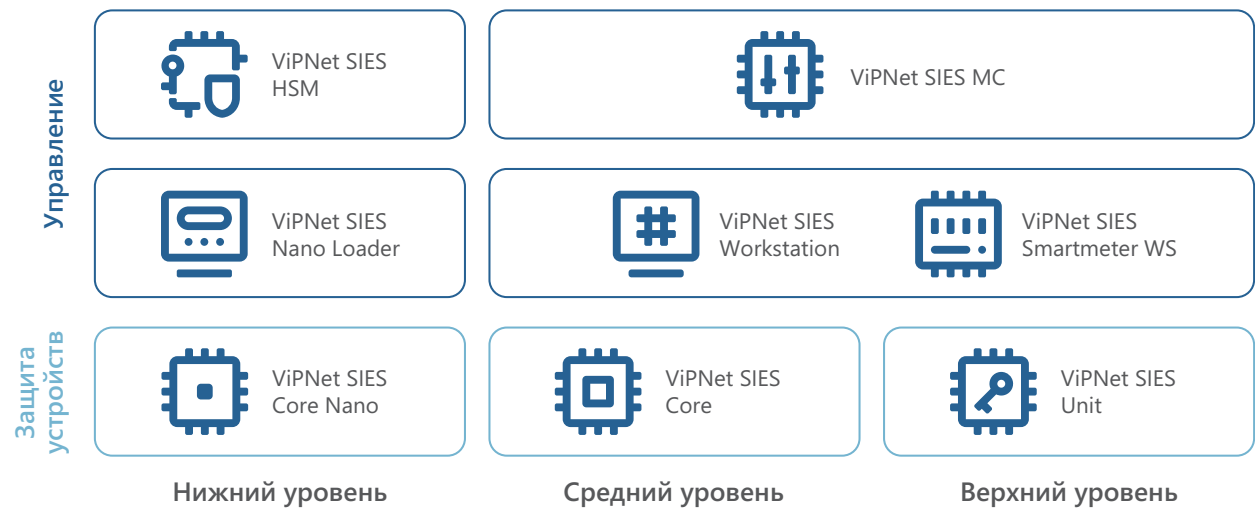 Управление
ViPNet SIES
HSM
ViPNet SIES MC
ViPNet SIES
Nano Loader
ViPNet SIES
Workstation
ViPNet SIES
Smartmeter WS
Защита
устройств
ViPNet SIES
Core Nano
ViPNet SIES
Core
ViPNet SIES
Unit
Нижний уровень
Средний уровень
Верхний уровень